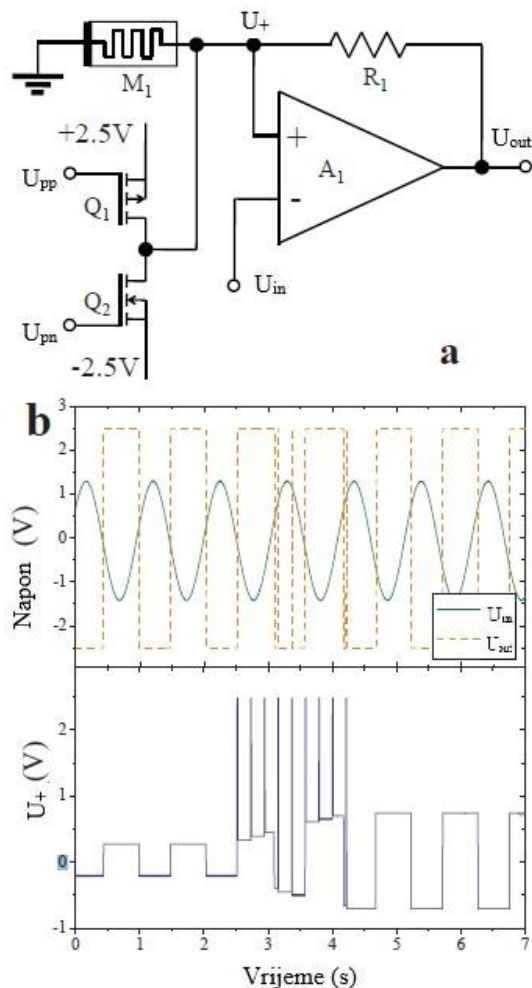 U+
M1
R1
+2.5V
Upp
Q1
+
A1
-
Uout
Q2
Uin
Upn
-2.5V
a
b
3
2
1
0
-1
-2
Napon (V)
Uin
Uout
2
1
0
-1
U+ (V)
0 1 2 3 4 5 6 7
Vrijeme (s)